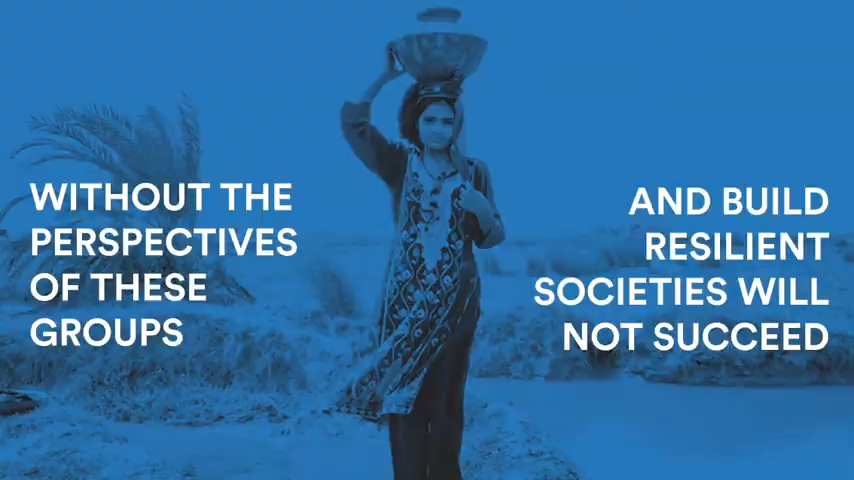 WITHOUT THE
PERSPECTIVES
OF THESE
GROUPS
AND BUILD
RESILIENT
SOCIETIES WILL
NOT SUCCEED